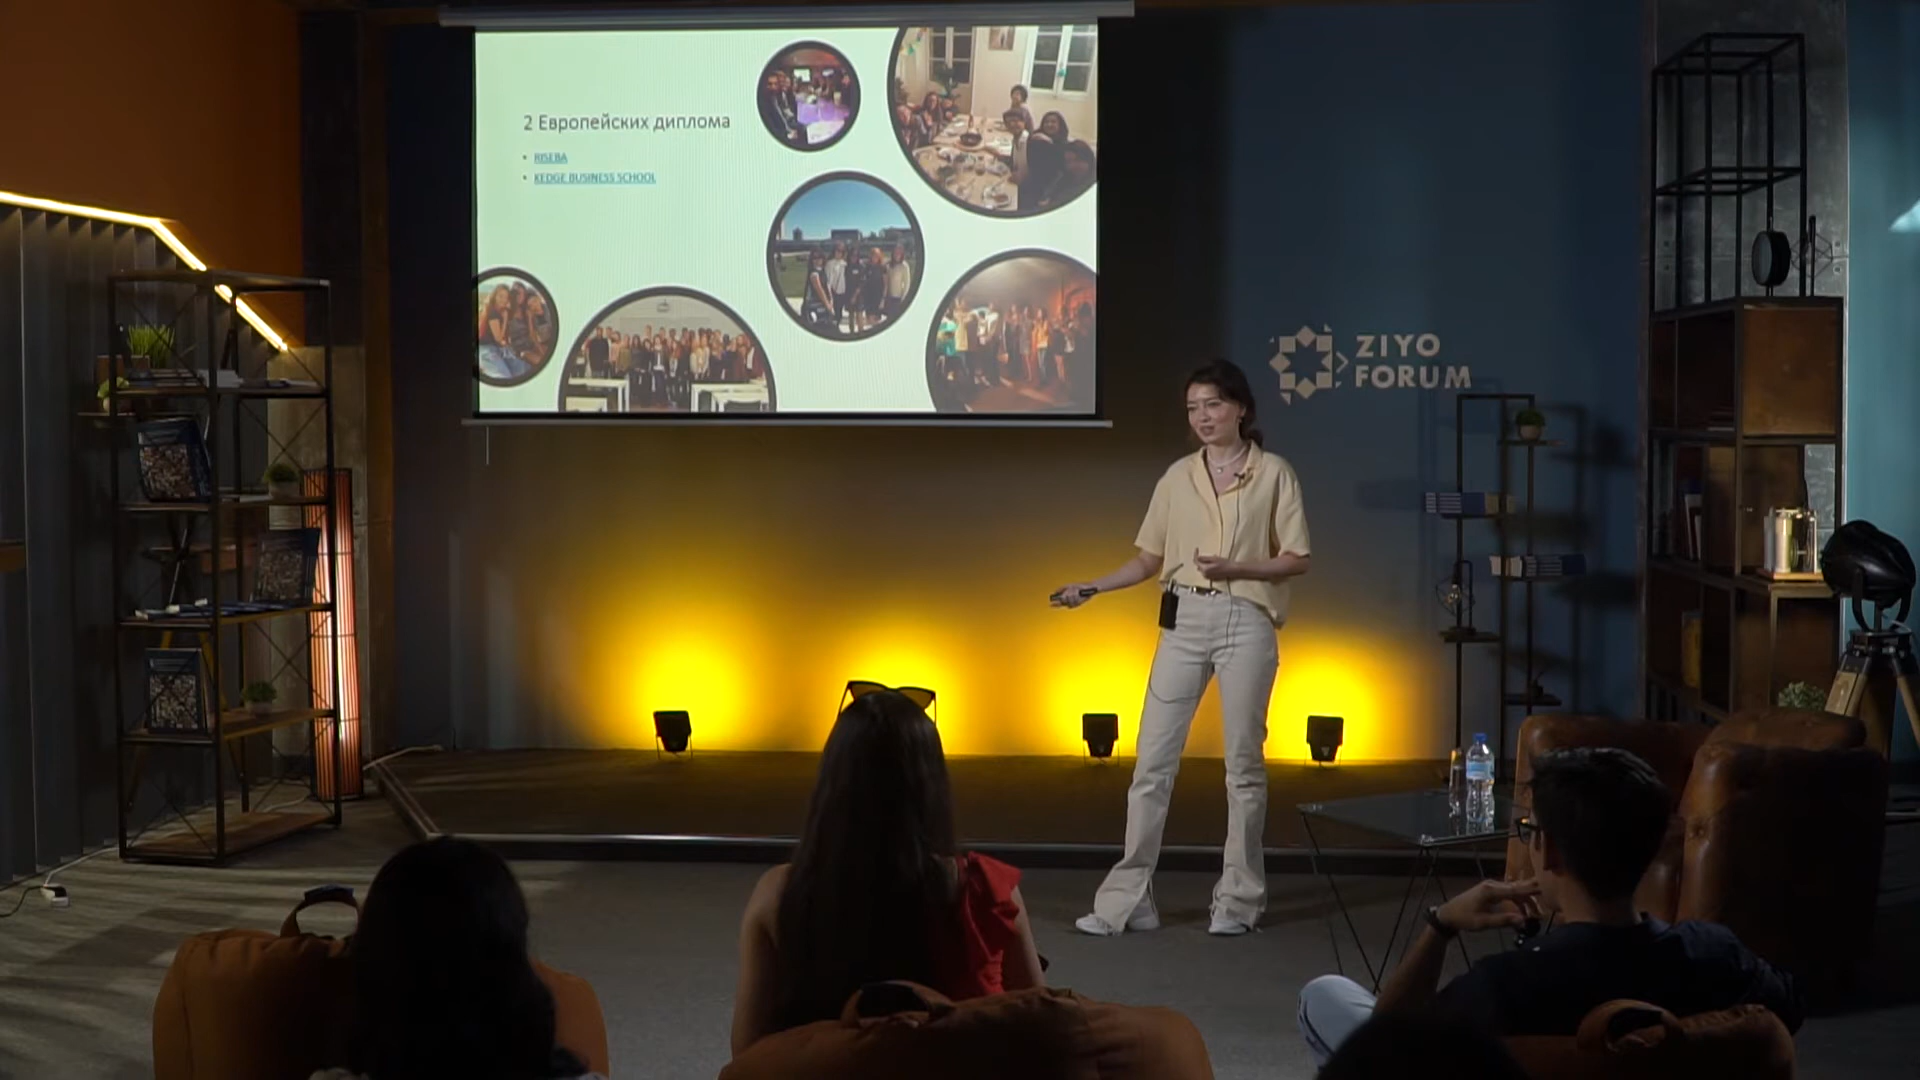 2 Европейских диплома
RISEBA
KEDGE BUSINESS SCHOOL
ZIYO
FORUM